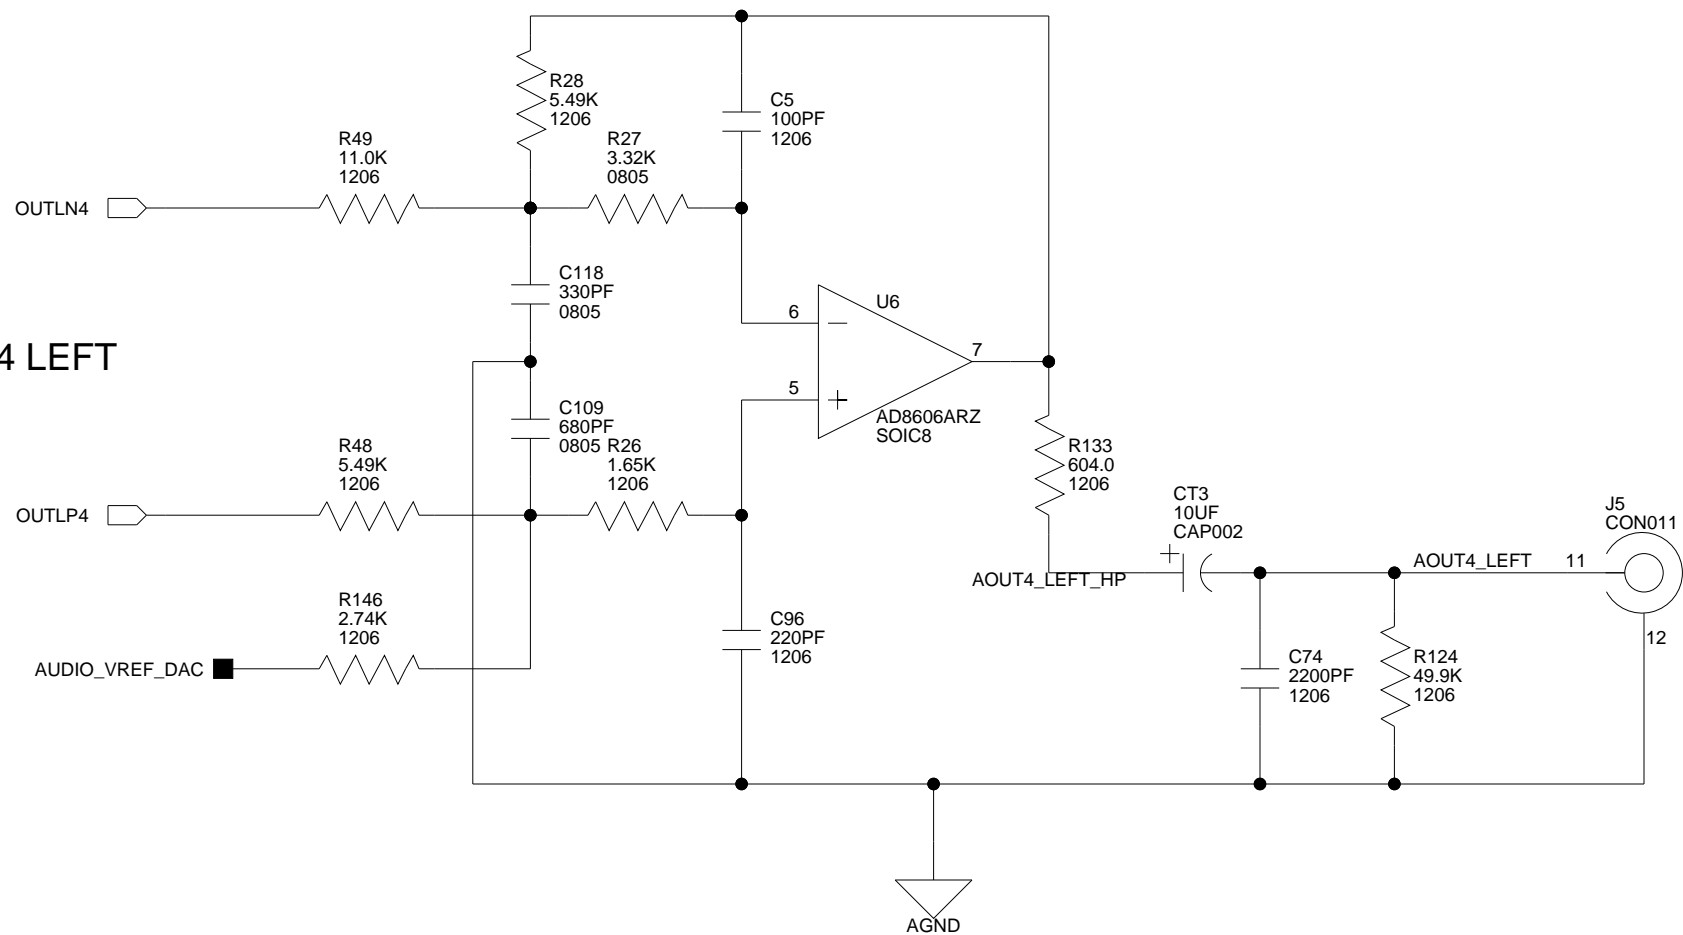 R28
5.49K
1206
C5
100PF
1206
R49
11.0K
1206
R27
3.32K
0805
OUTLN4
C118
330PF
0805
U6
6
7
5
AD8606ARZ
SOIC8
4 LEFT
C109
680PF
0805
R48
5.49K
1206
R26
1.65K
1206
OUTLP4
R133
604.0
1206
CT3
10UF
CAP002
J5
CON011
AOUT4_LEFT_HP
AOUT4_LEFT
11
12
R146
2.74K
1206
AUDIO_VREF_DAC
C96
220PF
1206
C74
2200PF
1206
R124
49.9K
1206
AGND